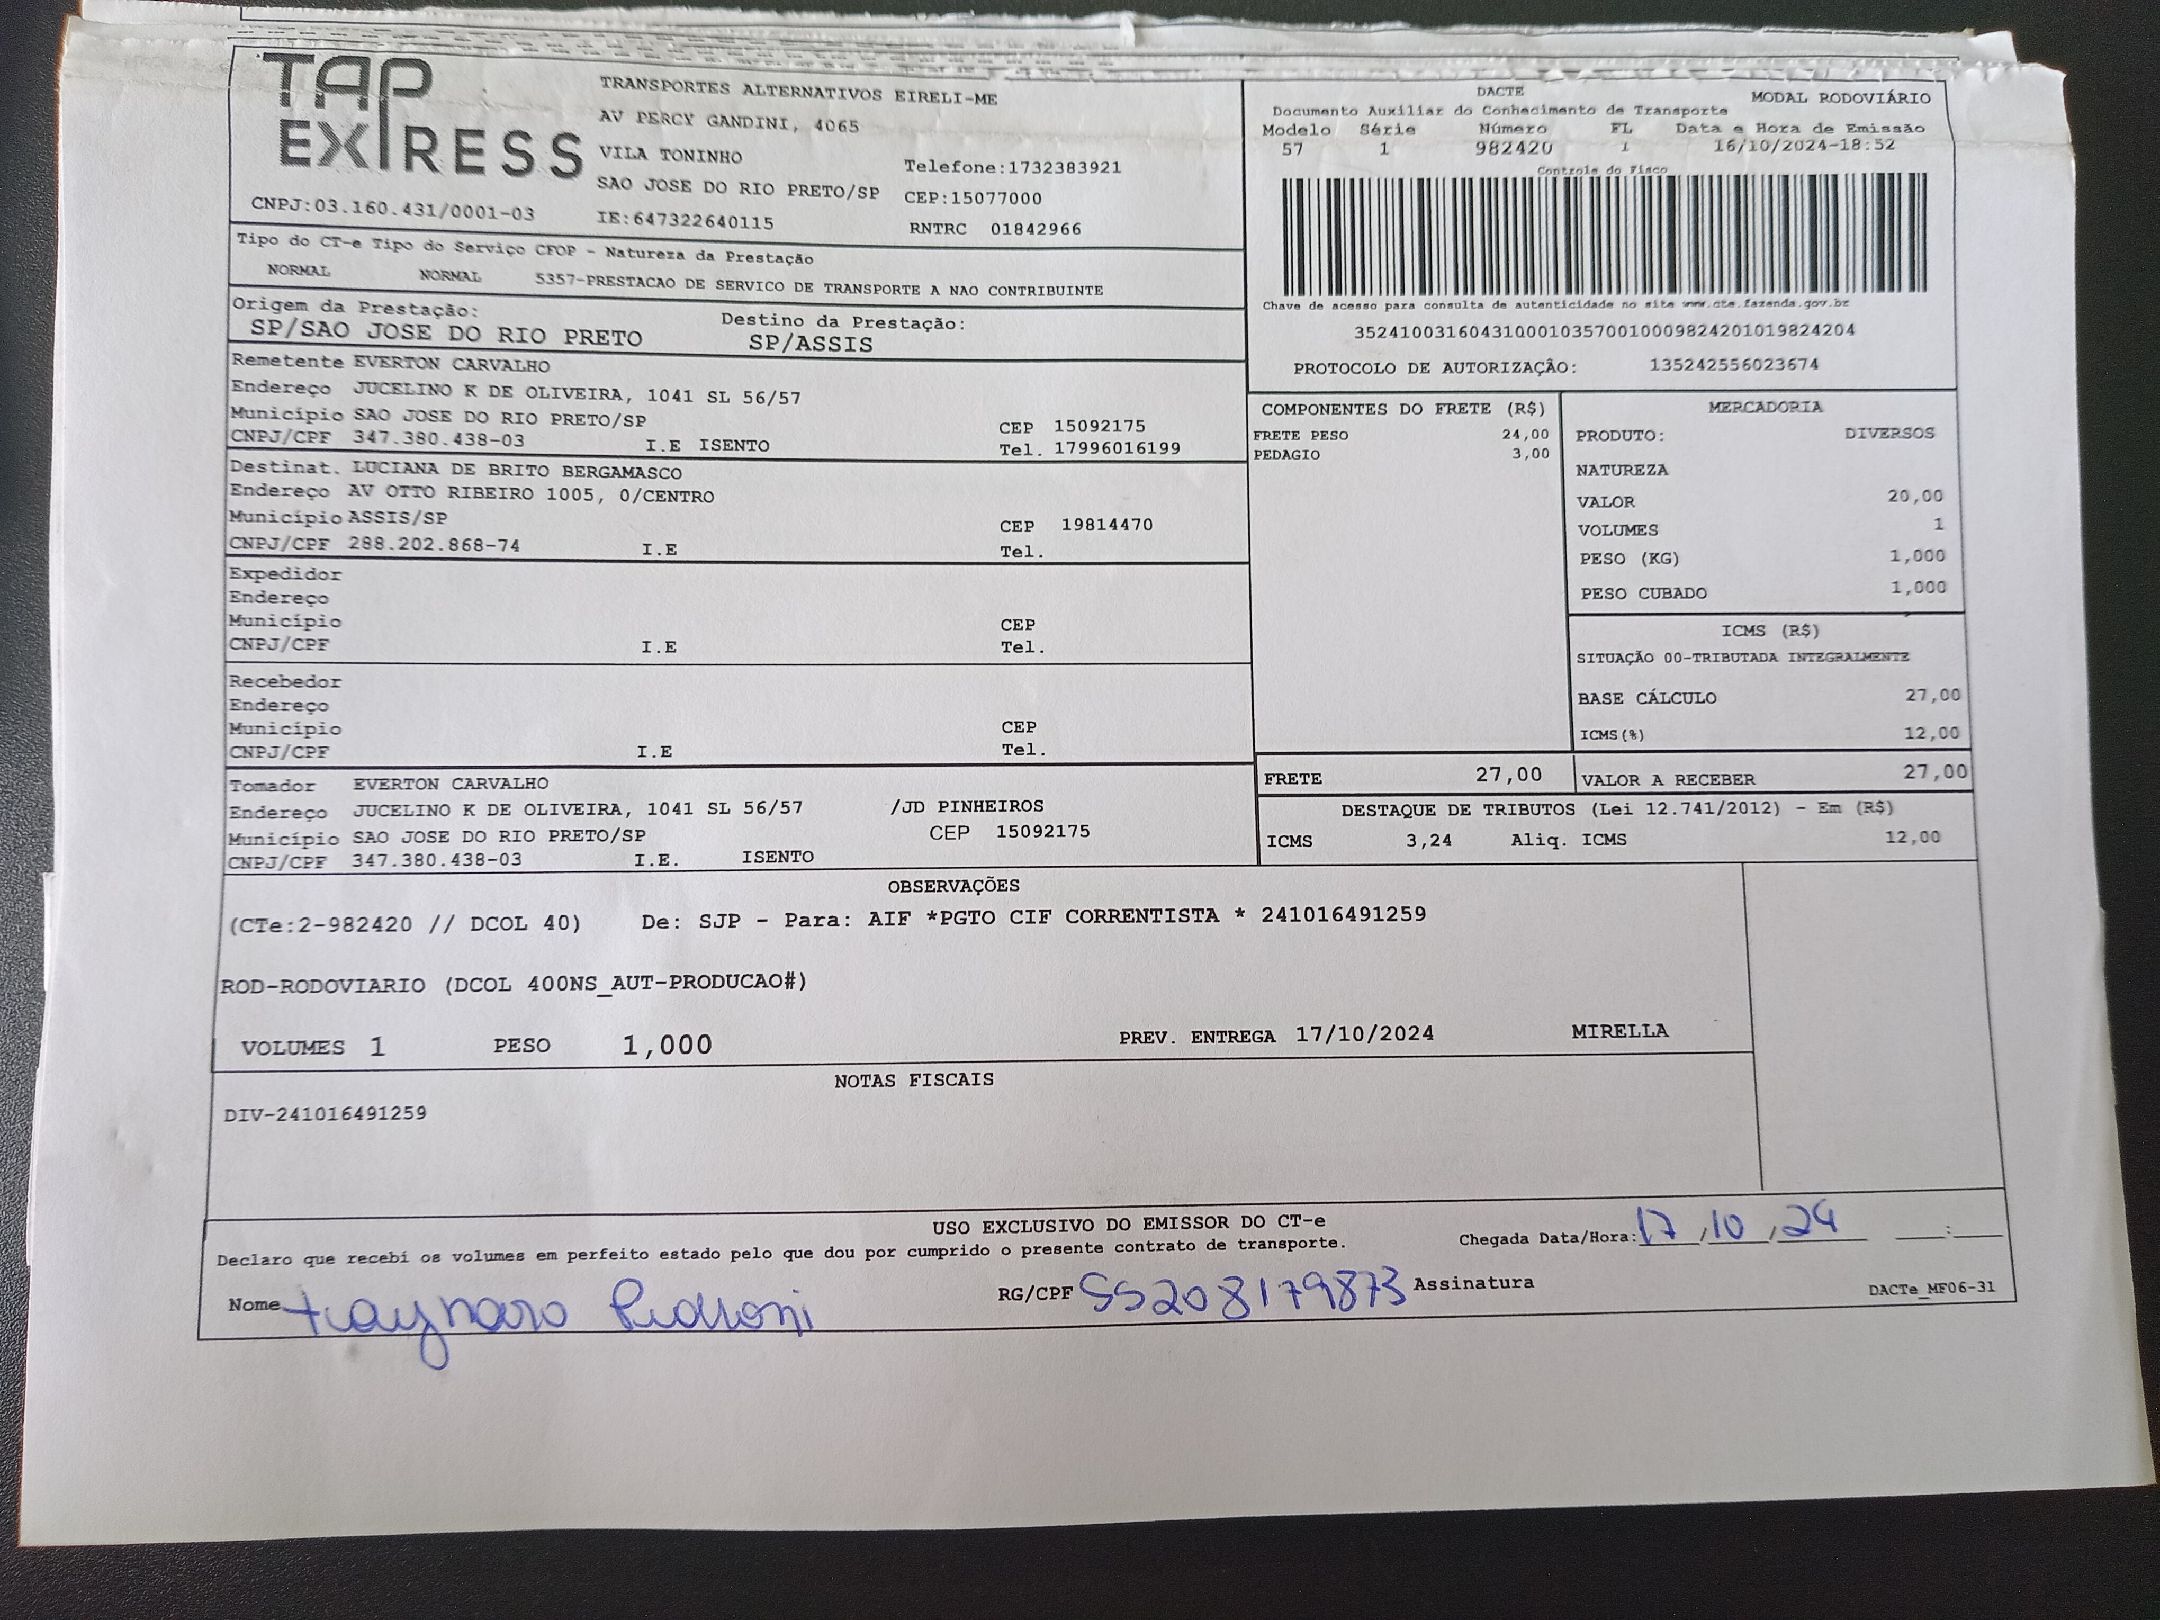 TAP EXPRESS
TRANSPORTES ALTERNATIVOS EIRELI-ME
AV PERCY GANDINI, 4065
VILA TONINHO
Telefone:1732383921
SAO JOSE DO RIO PRETO/SP CEP:15077000
CNPJ:03.160.431/0001-03 IE:647322640115 RNTRC 01842966
DACTE MODAL RODOVIÁRIO
Documento Auxiliar do Conhecimento de Transporte
Modelo Série Número FL Data e Hora de Emissão
57 1 982420 1 16/10/2024-18:52
Controle do Fisco
Chave de acesso para consulta de autenticidade no site www.cte.fazenda.gov.br
35241003160431000103570010009824201019824204
PROTOCOLO DE AUTORIZAÇÃO: 135242556023674
Tipo do CT-e Tipo do Serviço CFOP - Natureza da Prestação
NORMAL NORMAL 5357-PRESTACAO DE SERVICO DE TRANSPORTE A NAO CONTRIBUINTE
Origem da Prestação: Destino da Prestação:
SP/SAO JOSE DO RIO PRETO SP/ASSIS
Remetente EVERTON CARVALHO
Endereço JUCELINO K DE OLIVEIRA, 1041 SL 56/57
Município SAO JOSE DO RIO PRETO/SP CEP 15092175
CNPJ/CPF 347.380.438-03 I.E ISENTO Tel. 17996016199
Destinat. LUCIANA DE BRITO BERGAMASCO
Endereço AV OTTO RIBEIRO 1005, 0/CENTRO
Município ASSIS/SP CEP 19814470
CNPJ/CPF 288.202.868-74 I.E Tel.
Expedidor
Endereço
Município CEP
CNPJ/CPF I.E Tel.
Recebedor
Endereço
Município CEP
CNPJ/CPF I.E Tel.
Tomador EVERTON CARVALHO
Endereço JUCELINO K DE OLIVEIRA, 1041 SL 56/57 /JD PINHEIROS
Município SAO JOSE DO RIO PRETO/SP CEP 15092175
CNPJ/CPF 347.380.438-03 I.E. ISENTO
COMPONENTES DO FRETE (R$)
FRETE PESO 24,00
PEDAGIO 3,00
MERCADORIA
PRODUTO: DIVERSOS
NATUREZA
VALOR 20,00
VOLUMES 1
PESO (KG) 1,000
PESO CUBADO 1,000
ICMS (R$)
SITUAÇÃO 00-TRIBUTADA INTEGRALMENTE
BASE CÁLCULO 27,00
ICMS(%) 12,00
FRETE 27,00 VALOR A RECEBER 27,00
DESTAQUE DE TRIBUTOS (Lei 12.741/2012) - Em (R$)
ICMS 3,24 Aliq. ICMS 12,00
OBSERVAÇÕES
(CTe:2-982420 // DCOL 40) De: SJP - Para: AIF *PGTO CIF CORRENTISTA * 241016491259
ROD-RODOVIARIO (DCOL 400NS_AUT-PRODUCAO#)
VOLUMES 1 PESO 1,000 PREV. ENTREGA 17/10/2024 MIRELLA
NOTAS FISCAIS
DIV-241016491259
USO EXCLUSIVO DO EMISSOR DO CT-e
Declaro que recebi os volumes em perfeito estado pelo que dou por cumprido o presente contrato de transporte. Chegada Data/Hora: 17/10/24 :
Nome RG/CPF 55208179873 Assinatura DACTe_MF06-31